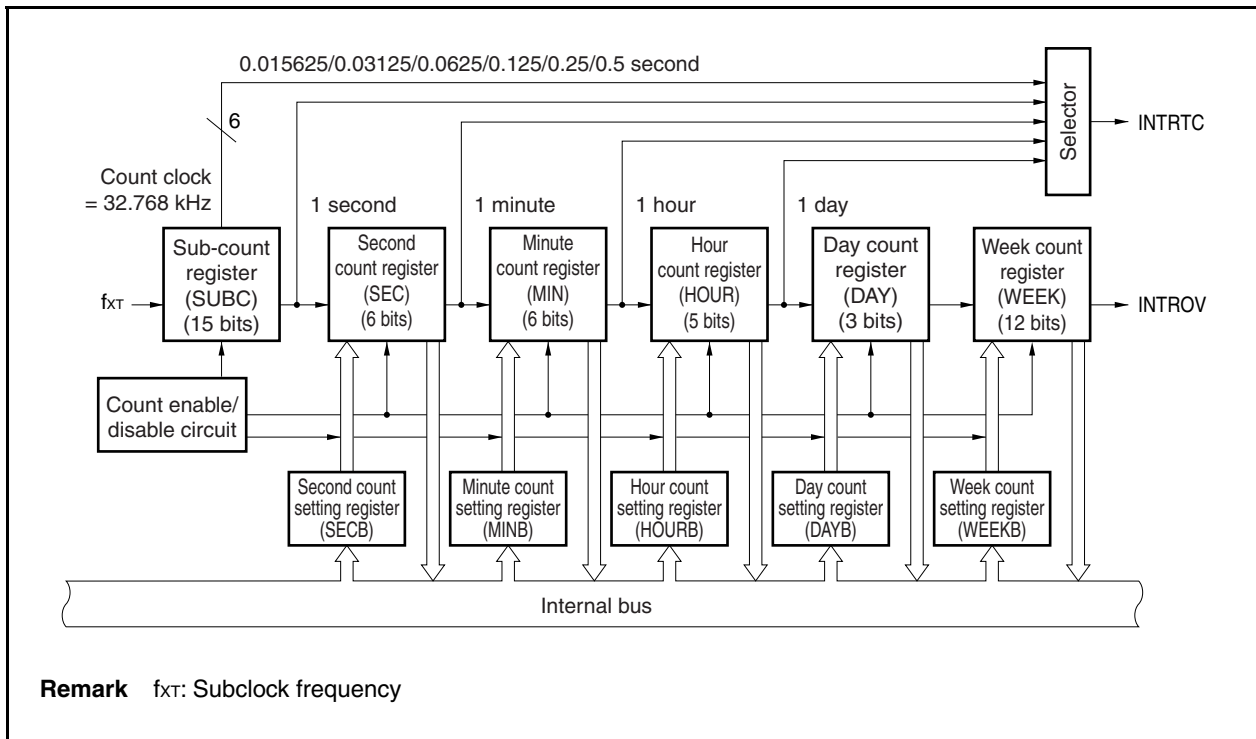 0.015625/0.03125/0.0625/0.125/0.25/0.5 second
6
Selector
INTRTC
Count clock
= 32.768 kHz
1 second
1 minute
1 hour
1 day
fXT
Sub-count
register
(SUBC)
(15 bits)
Second
count register
(SEC)
(6 bits)
Minute
count register
(MIN)
(6 bits)
Hour
count register
(HOUR)
(5 bits)
Day count
register
(DAY)
(3 bits)
Week count
register
(WEEK)
(12 bits)
INTROV
Count enable/
disable circuit
Second count
setting register
(SECB)
Minute count
setting register
(MINB)
Hour count
setting register
(HOURB)
Day count
setting register
(DAYB)
Week count
setting register
(WEEKB)
Internal bus
Remark fXT: Subclock frequency